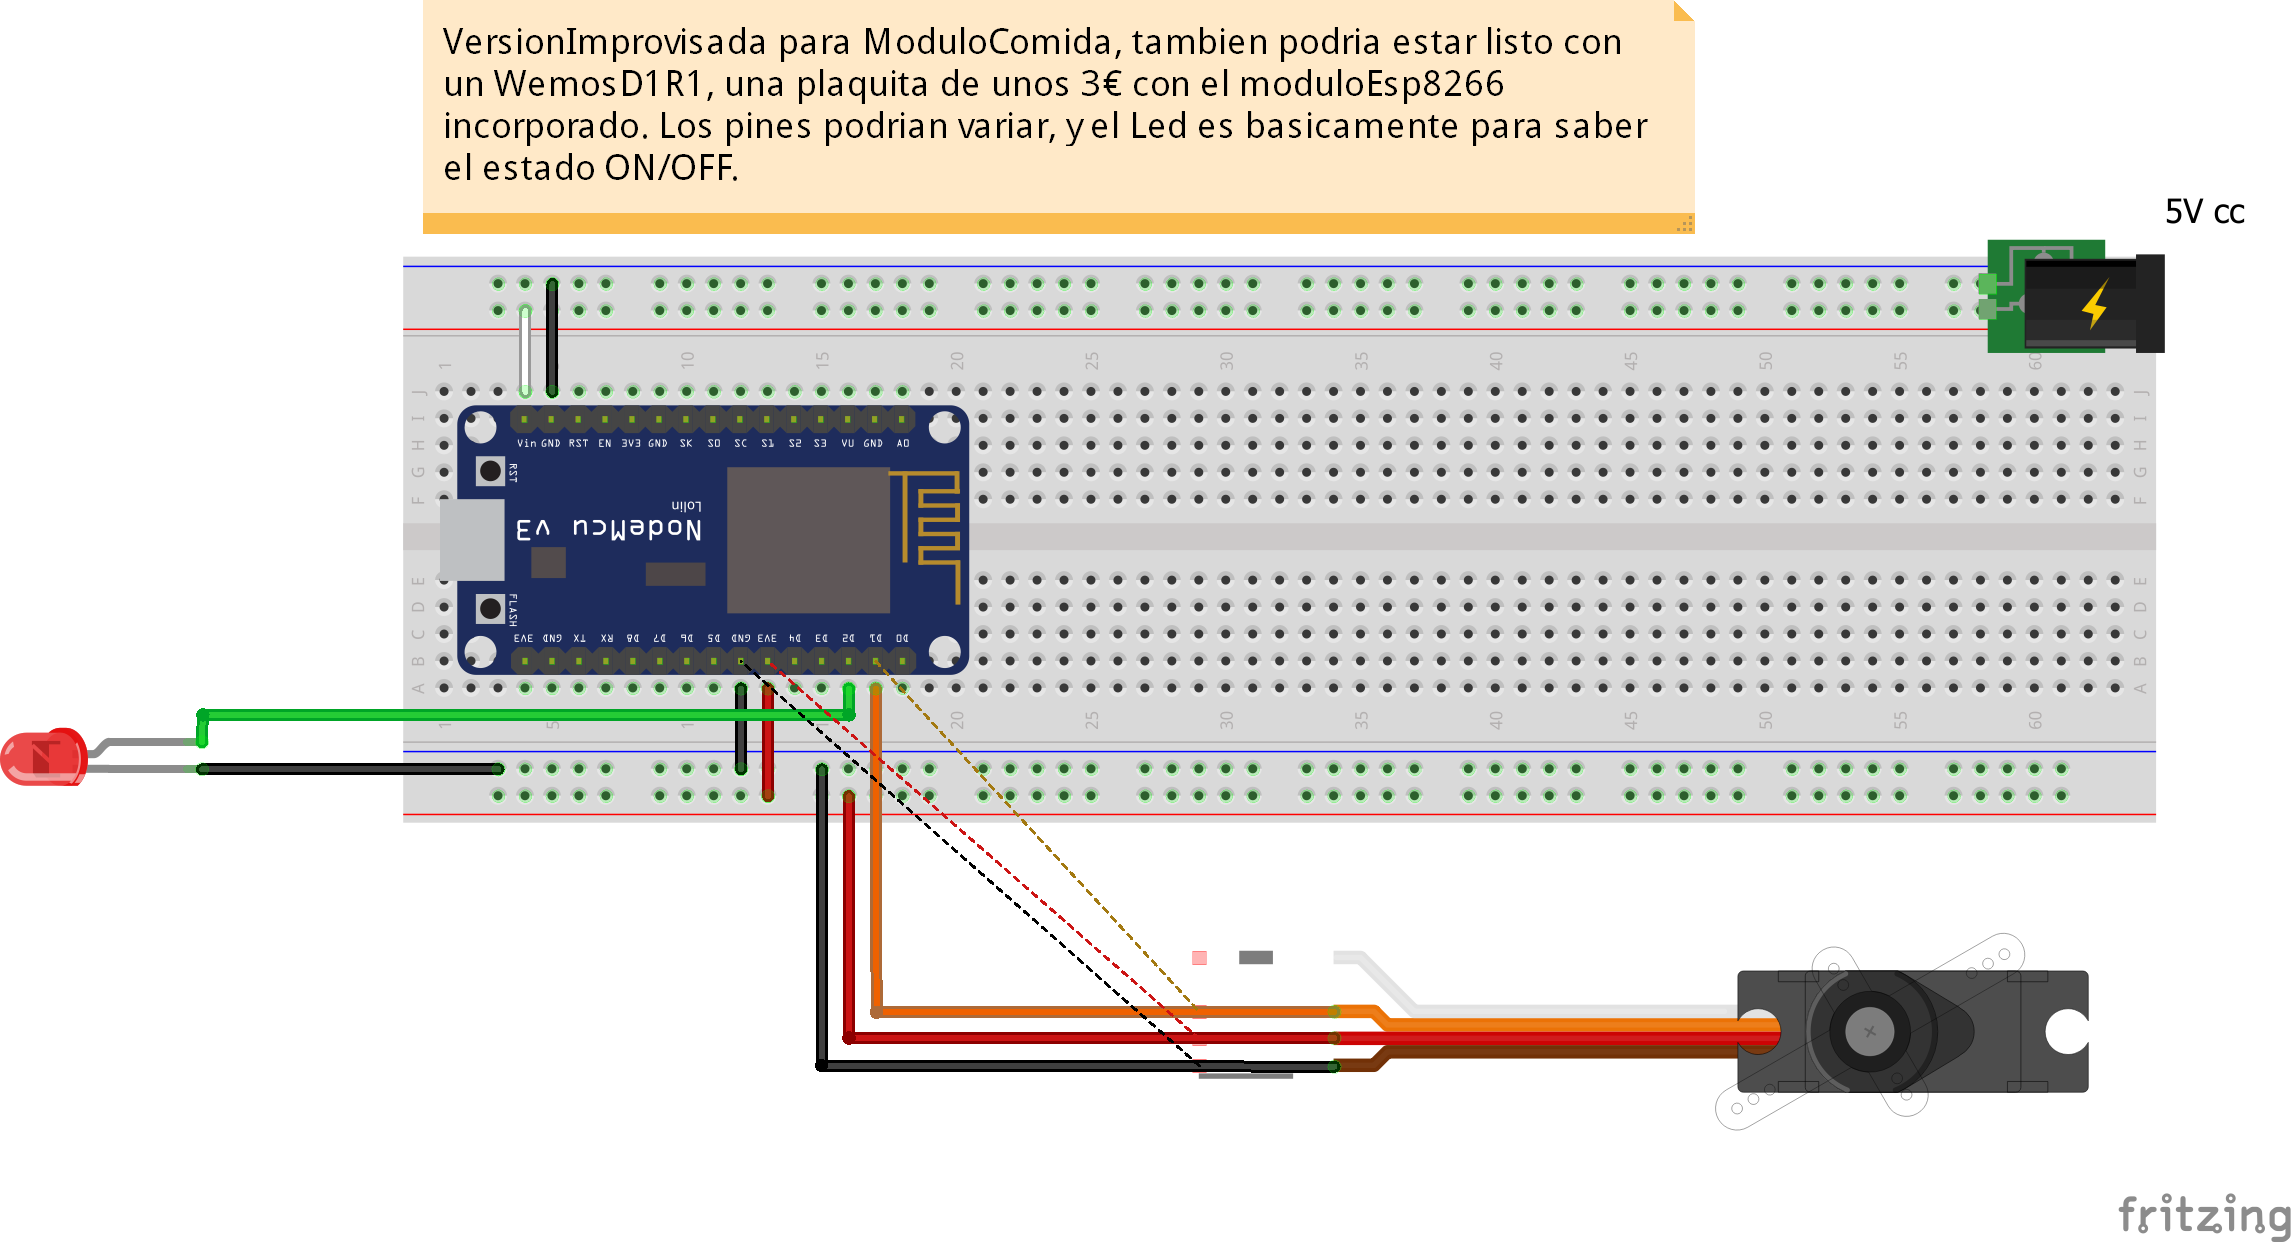 VersionImprovisada para ModuloComida, tambien podria estar listo con
un WemosD1R1, una plaquita de unos 3€ con el moduloEsp8266
incorporado. Los pines podrian variar, y el Led es basicamente para saber
el estado ON/OFF.
5V cc
1 10 15 20 25 30 35 40 45 50 55 60
J J
I I
H H
G G
F F
Vin GND RST EN 3V3 GND SK SO SC S1 S2 S3 VU GND A0
RST
Lolin
NodeMcu v3
FLASH
E E
D D
C C
B B
A A
3V3 GND TX RX D8 D7 D6 D5 GND 3V3 D4 D3 D2 D1 D0
1 5 1 1 20 25 30 35 40 45 50 55 60
fritzing